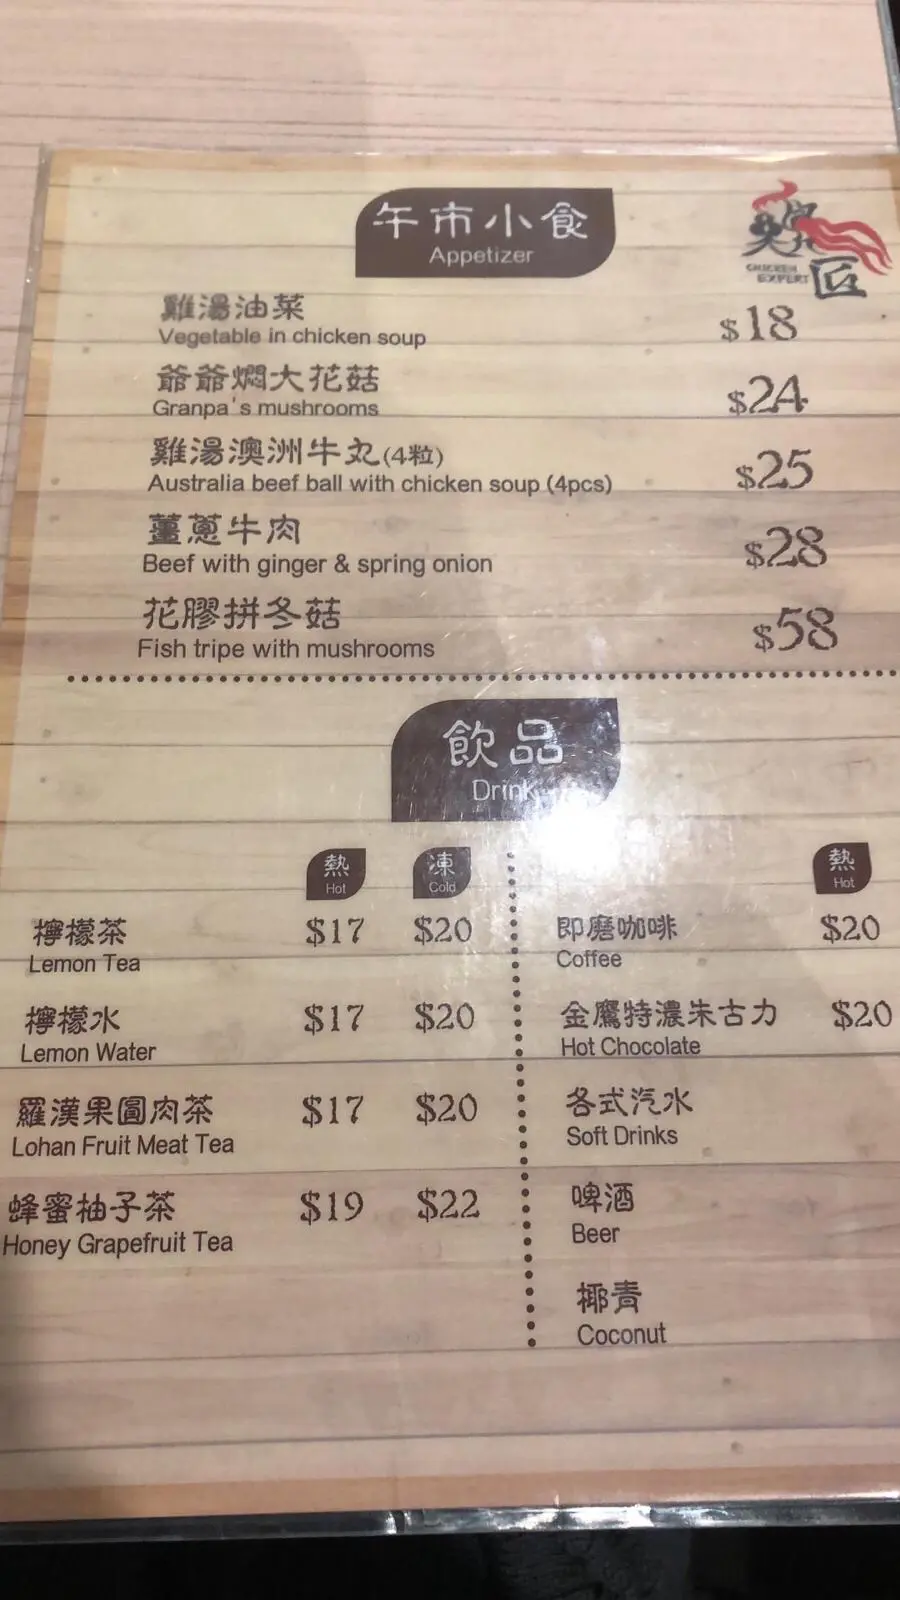 午市小食
Appetizer
CHICKEN
EXPERT
匠
雞湯油菜
$18
Vegetable in chicken soup
爺爺燜大花菇
$24
Granpa's mushrooms
雞湯澳洲牛丸(4粒)
$25
Australia beef ball with chicken soup (4pcs)
薑蔥牛肉
$28
Beef with ginger & spring onion
花膠拼冬菇
$58
Fish tripe with mushrooms
飲品
Drink
熱
Hot
凍
Cold
檸檬茶 $17 $20
Lemon Tea
檸檬水 $17 $20
Lemon Water
羅漢果圓肉茶 $17 $20
Lohan Fruit Meat Tea
蜂蜜柚子茶 $19 $22
Honey Grapefruit Tea
熱
Hot
即磨咖啡 $20
Coffee
金鷹特濃朱古力 $20
Hot Chocolate
各式汽水
Soft Drinks
啤酒
Beer
椰青
Coconut